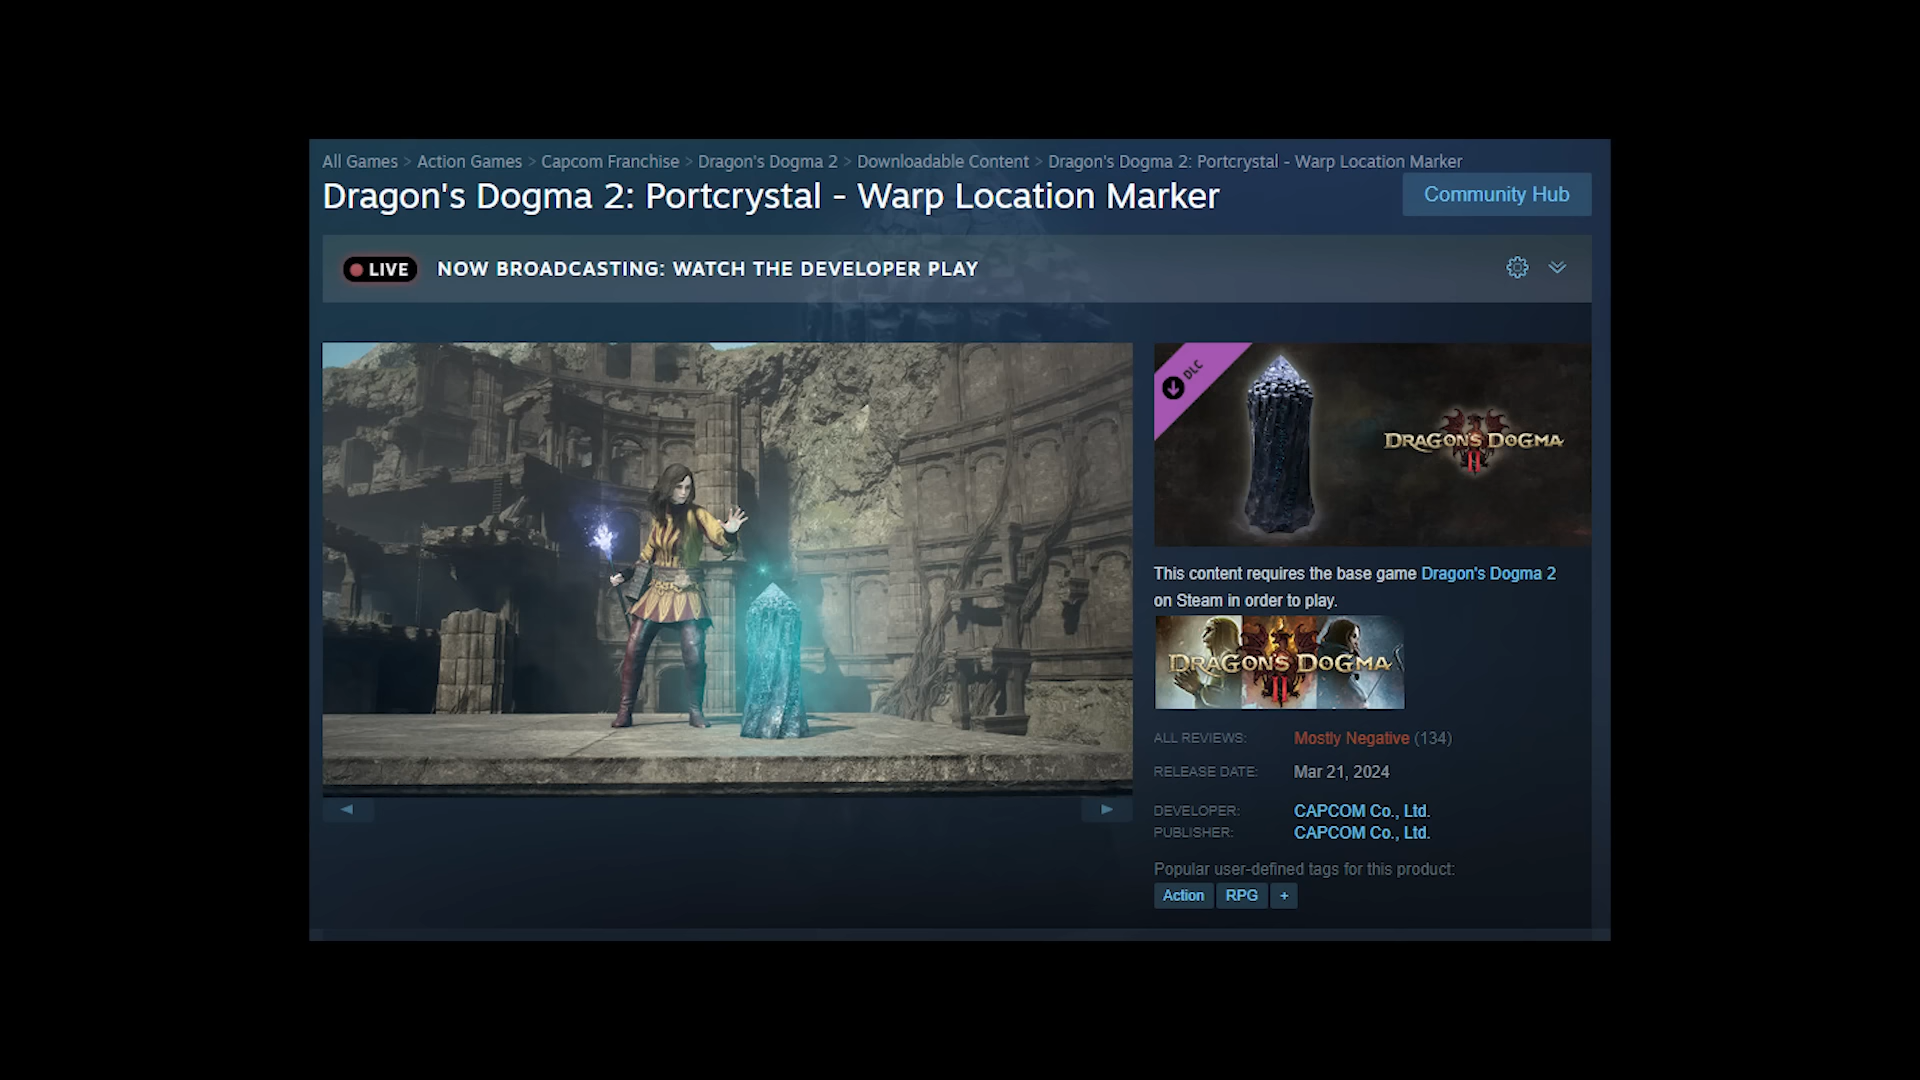 All Games > Action Games > Capcom Franchise > Dragon's Dogma 2 > Downloadable Content > Dragon's Dogma 2: Portcrystal - Warp Location Marker
Dragon's Dogma 2: Portcrystal - Warp Location Marker
Community Hub
LIVE
NOW BROADCASTING: WATCH THE DEVELOPER PLAY
DLC
DRAGON'S DOGMA
II
This content requires the base game Dragon's Dogma 2
on Steam in order to play.
DRAGON'S DOGMA
II
ALL REVIEWS: Mostly Negative (134)
RELEASE DATE: Mar 21, 2024
DEVELOPER: CAPCOM Co., Ltd.
PUBLISHER: CAPCOM Co., Ltd.
Popular user-defined tags for this product:
Action RPG +